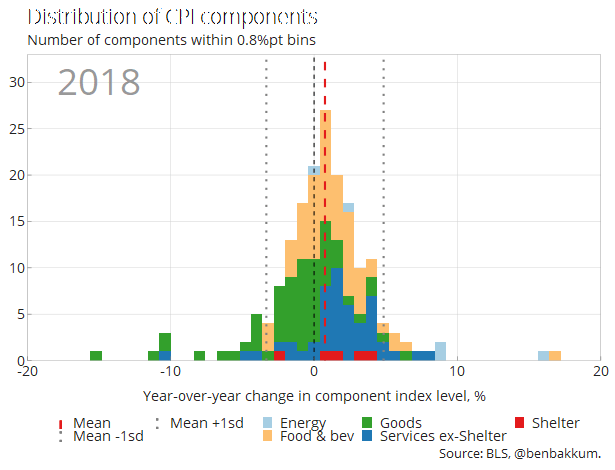 Distribution of CPI components
Number of components within 0.8%pt bins
2018
30
25
20
15
10
5
0
-20 -10 0 10 20
Year-over-year change in component index level, %
Mean Mean +1sd Energy Goods Shelter
Mean -1sd Food & bev Services ex-Shelter
Source: BLS, @benbakkum.